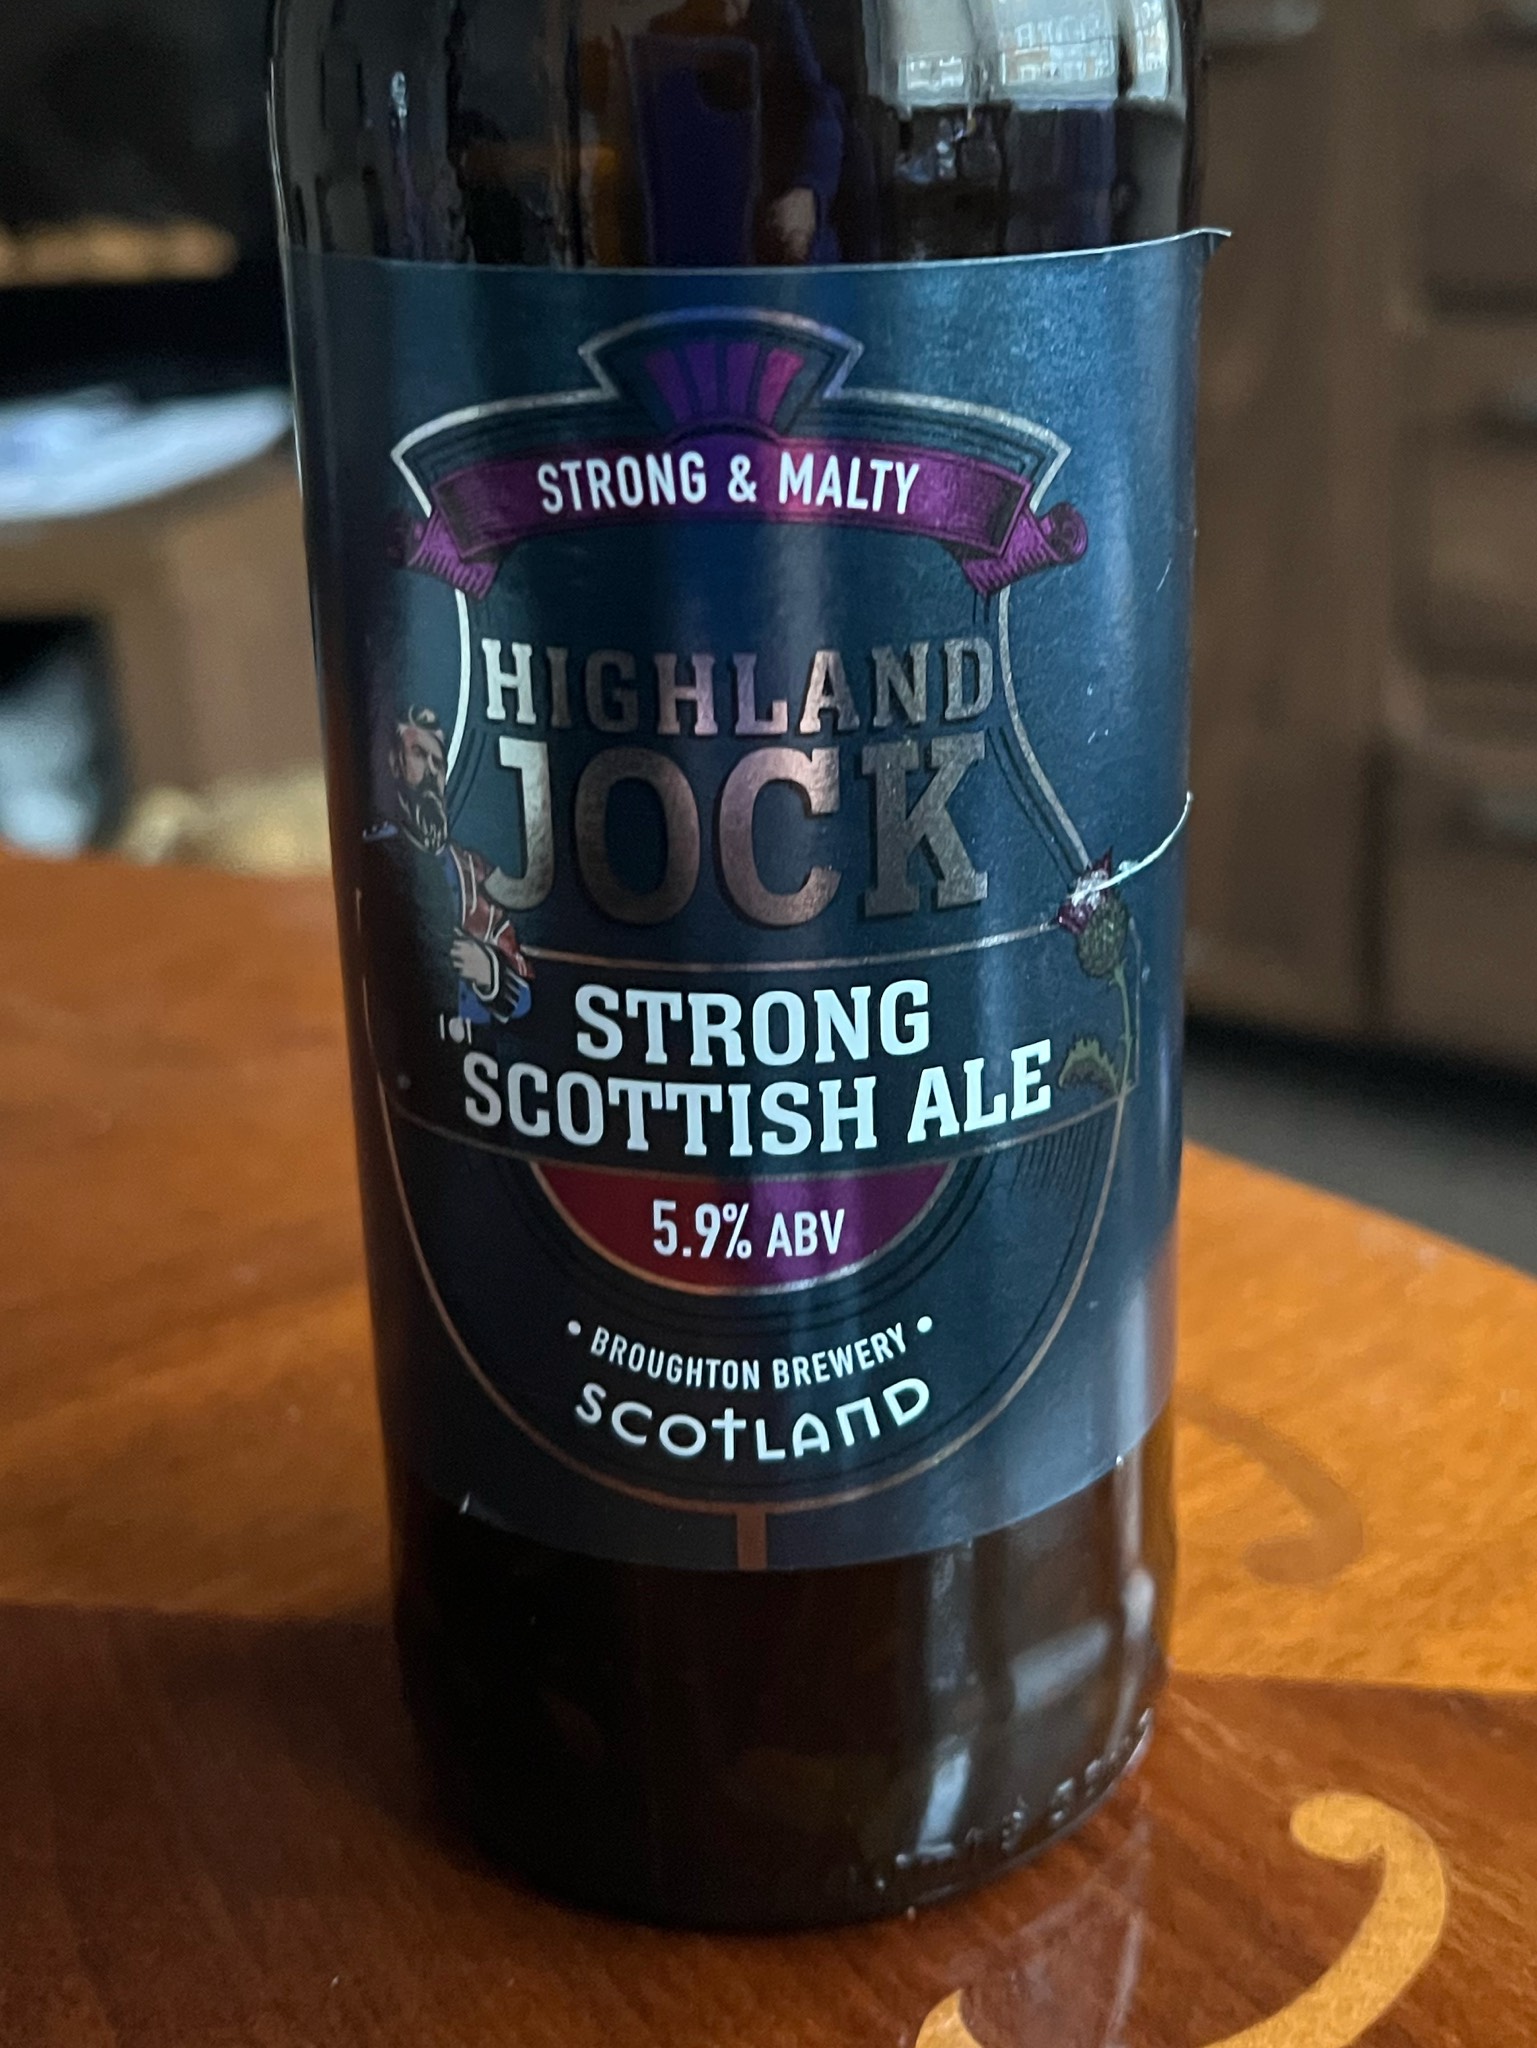 STRONG & MALTY
HIGHLAND
JOCK
STRONG
SCOTTISH ALE
5.9% ABV
• BROUGHTON BREWERY •
SCOTLAND